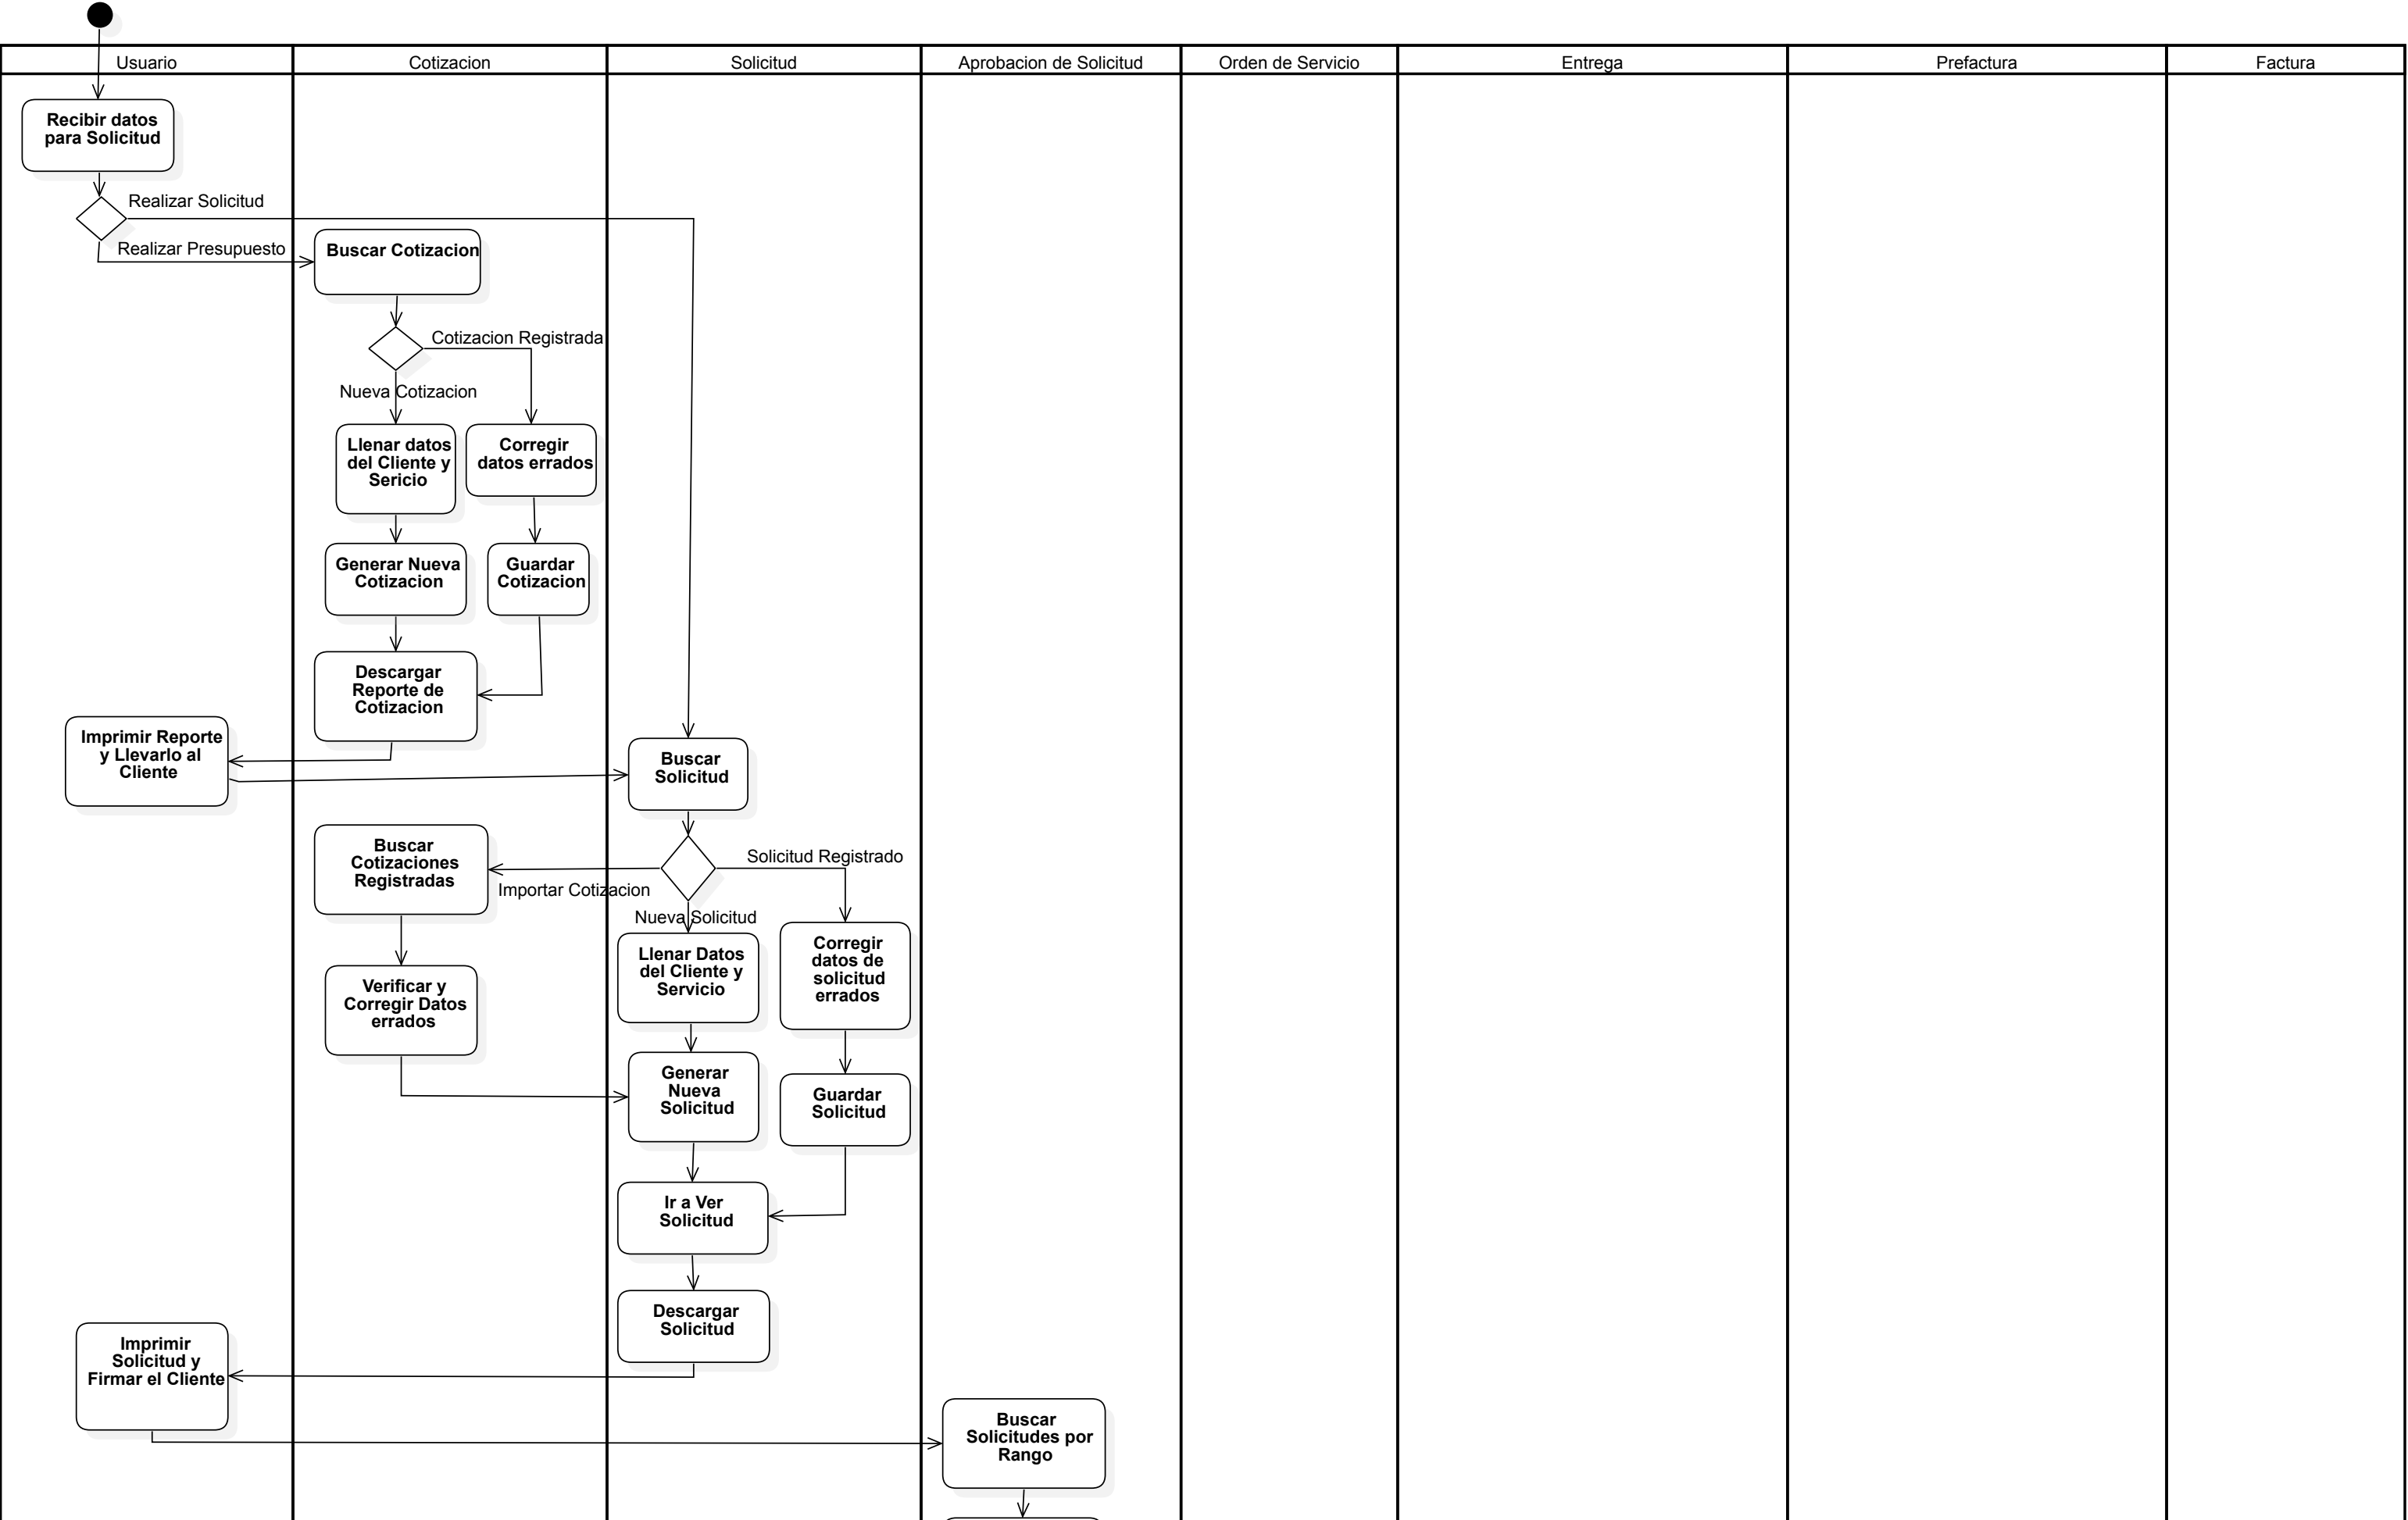 Usuario
Cotizacion
Solicitud
Aprobacion de Solicitud
Orden de Servicio
Entrega
Prefactura
Factura
Recibir datos
para Solicitud
Realizar Solicitud
Realizar Presupuesto
Buscar Cotizacion
Cotizacion Registrada
Nueva Cotizacion
Llenar datos
del Cliente y
Sericio
Corregir
datos errados
Generar Nueva
Cotizacion
Guardar
Cotizacion
Descargar
Reporte de
Cotizacion
Imprimir Reporte
y Llevarlo al
Cliente
Buscar
Solicitud
Buscar
Cotizaciones
Registradas
Solicitud Registrado
Importar Cotizacion
Nueva Solicitud
Llenar Datos
del Cliente y
Servicio
Corregir
datos de
solicitud
errados
Verificar y
Corregir Datos
errados
Generar
Nueva
Solicitud
Guardar
Solicitud
Ir a Ver
Solicitud
Descargar
Solicitud
Imprimir
Solicitud y
Firmar el Cliente
Buscar
Solicitudes por
Rango